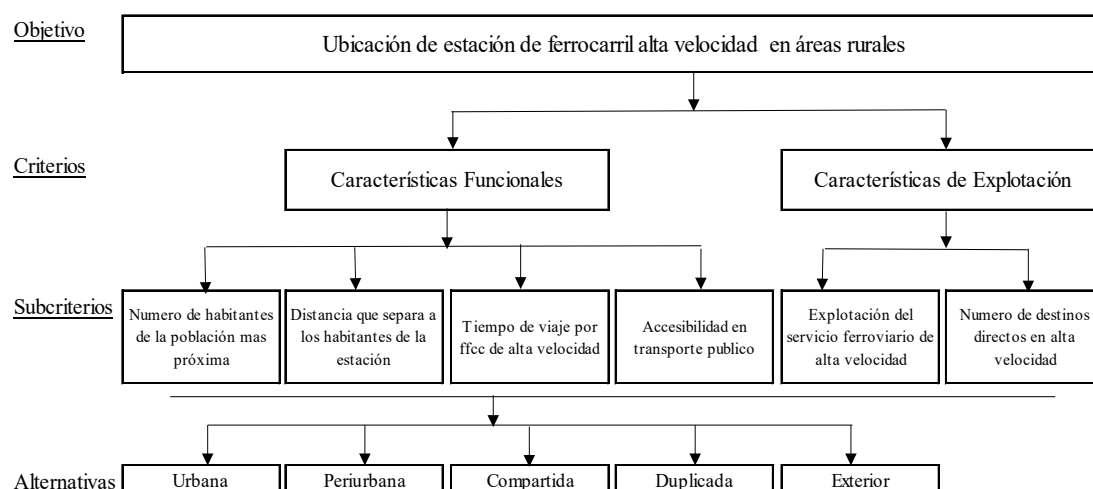 Objetivo
Ubicación de estación de ferrocarril alta velocidad en áreas rurales
Criterios
Características Funcionales
Características de Explotación
Subcriterios
Numero de habitantes
de la población mas
próxima
Distancia que separa a
los habitantes de la
estación
Tiempo de viaje por
ffcc de alta velocidad
Accesibilidad en
transporte publico
Explotación del
servicio ferroviario de
alta velocidad
Numero de destinos
directos en alta
velocidad
Alternativas
Urbana
Periurbana
Compartida
Duplicada
Exterior